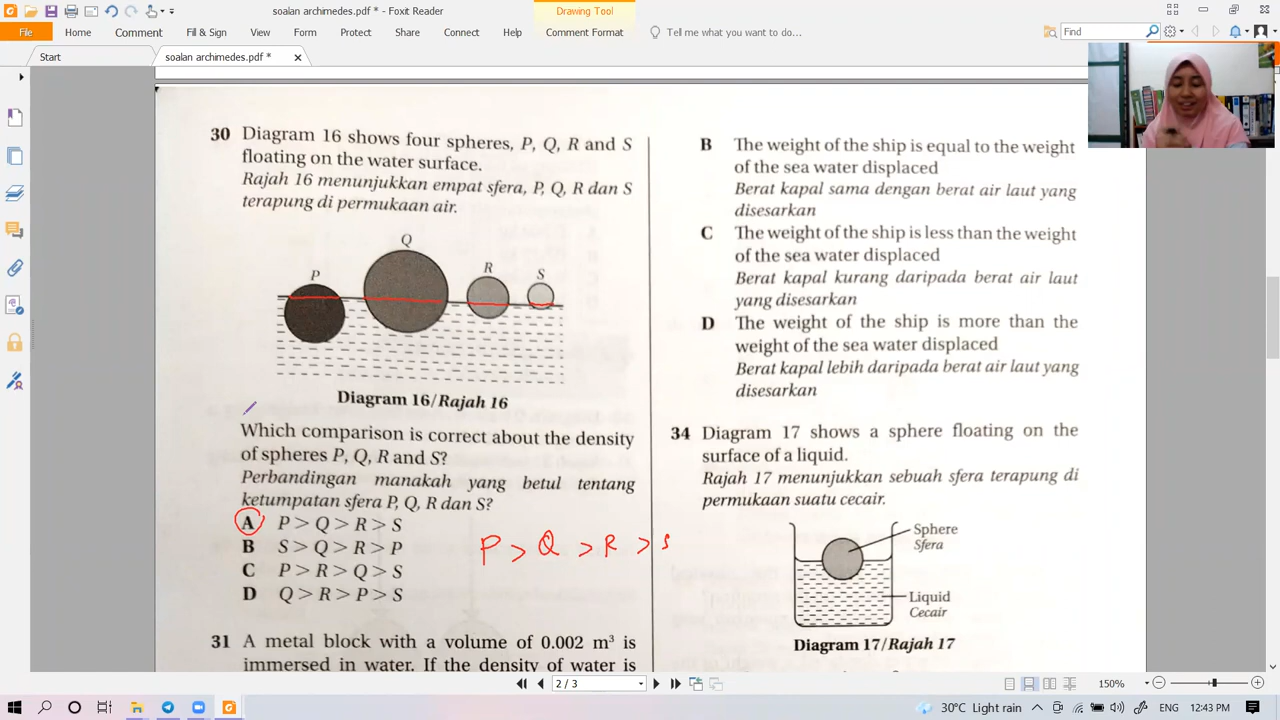 soalan archimedes.pdf * - Foxit Reader
Drawing Tool
File
Home
Comment
View
Form
Protect
Share
Connect
Help
Fill & Sign
Comment Format
Tell me what you want to do...
Find
Start
soalan archimedes.pdf *
30 Diagram 16 shows four spheres, P, Q, R and S
floating on the water surface.
Rajah 16 menunjukkan empat sfera, P, Q, R dan S
terapung di permukaan air.
Q
P
R
S
Diagram 16/Rajah 16
Which comparison is correct about the density
of spheres P, Q, R and S?
Perbandingan manakah yang betul tentang
ketumpatan sfera P, Q, R dan S?
A P > Q > R > S
B S > Q > R > P
C P > R > Q > S
D Q > R > P > S
P > Q > R > S
31 A metal block with a volume of 0.002 m³ is
immersed in water. If the density of water is
B The weight of the ship is equal to the weight
of the sea water displaced
Berat kapal sama dengan berat air laut yang
disesarkan
C The weight of the ship is less than the weight
of the sea water displaced
Berat kapal kurang daripada berat air laut
yang disesarkan
D The weight of the ship is more than the
weight of the sea water displaced
Berat kapal lebih daripada berat air laut yang
disesarkan
34 Diagram 17 shows a sphere floating on the
surface of a liquid.
Rajah 17 menunjukkan sebuah sfera terapung di
permukaan suatu cecair.
Sphere
Sfera
Liquid
Cecair
Diagram 17/Rajah 17
2 / 3
150%
30°C Light rain
ENG
12:43 PM